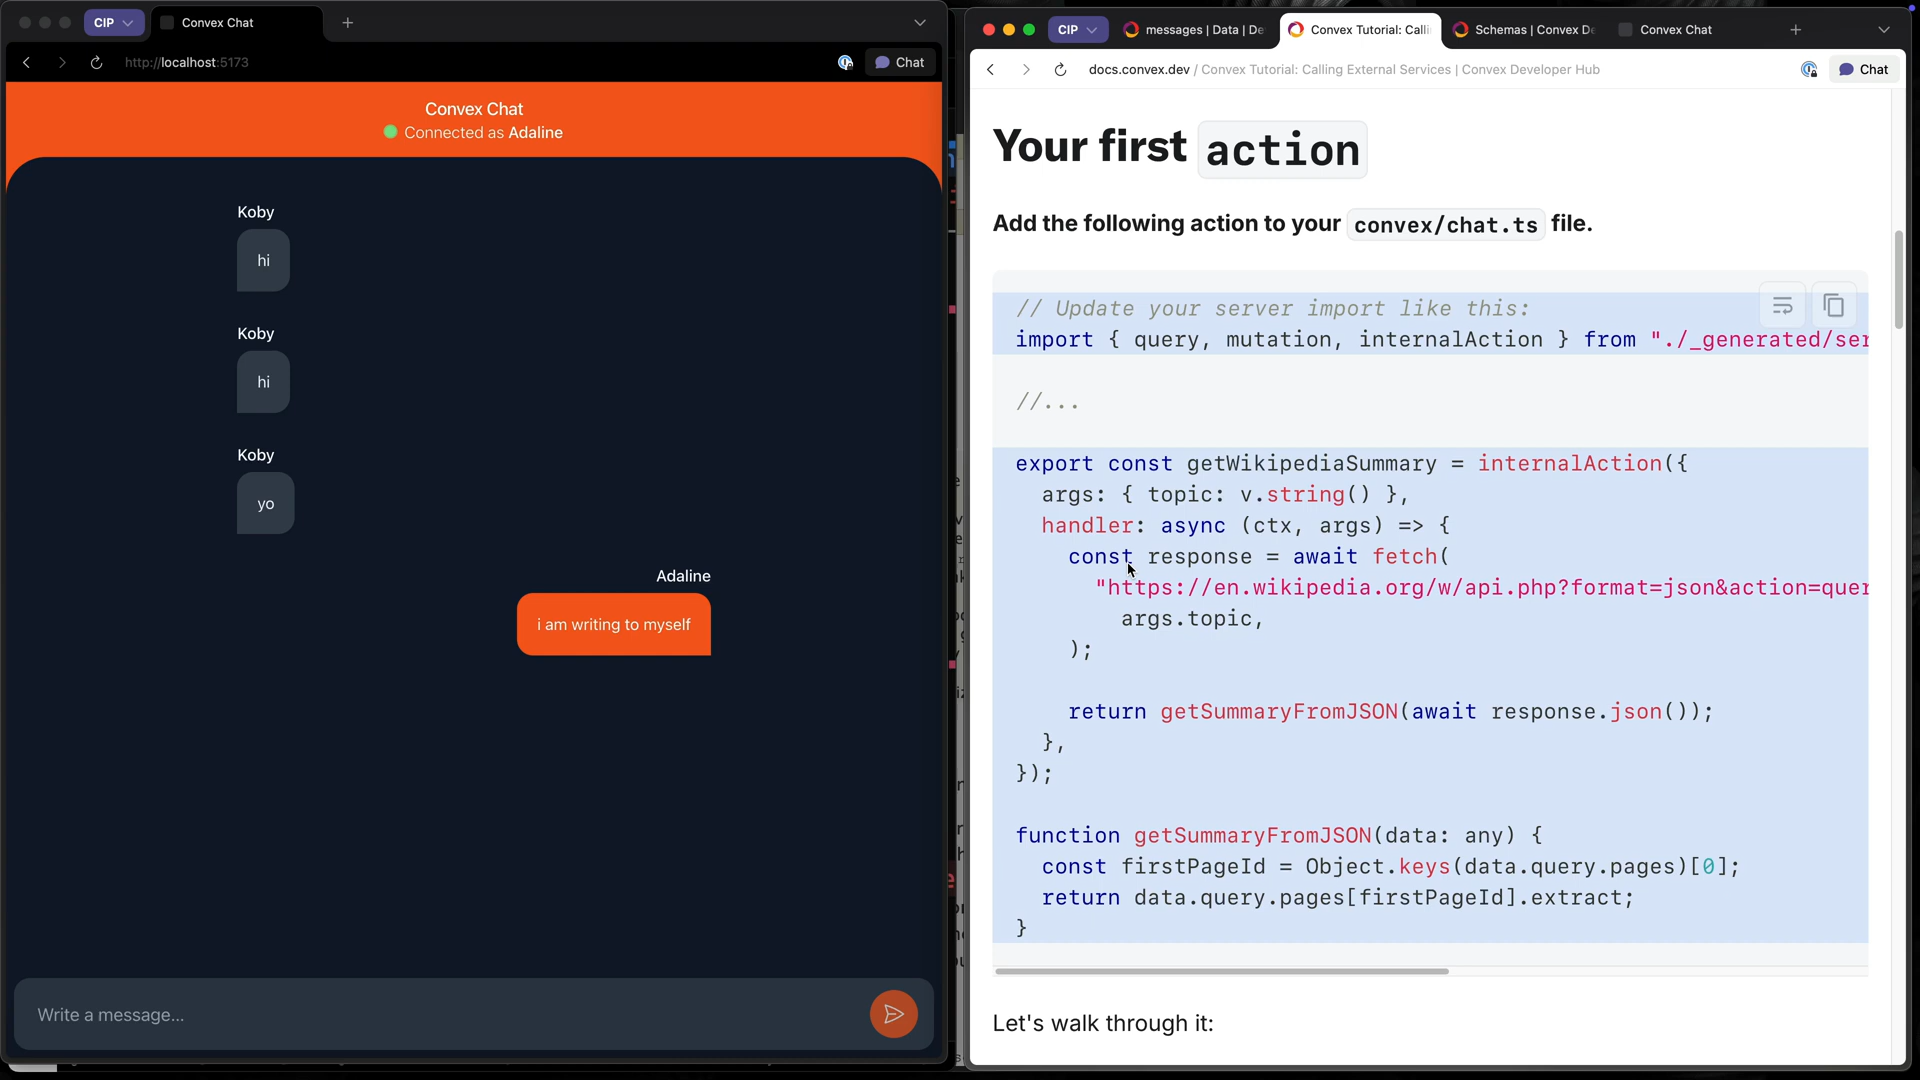 CIP
Convex Chat
http://localhost:5173
Chat
Convex Chat
Connected as Adaline
Koby
hi
Koby
hi
Koby
yo
Adaline
i am writing to myself
Write a message...
CIP
messages | Data | De
Convex Tutorial: Calli
Schemas | Convex De
Convex Chat
docs.convex.dev / Convex Tutorial: Calling External Services | Convex Developer Hub
Chat
Your first action
Add the following action to your convex/chat.ts file.
// Update your server import like this:
import { query, mutation, internalAction } from "./_generated/ser
//...
export const getWikipediaSummary = internalAction({
args: { topic: v.string() },
handler: async (ctx, args) => {
const response = await fetch(
"https://en.wikipedia.org/w/api.php?format=json&action=quer
args.topic,
);
return getSummaryFromJSON(await response.json());
},
});
function getSummaryFromJSON(data: any) {
const firstPageId = Object.keys(data.query.pages)[0];
return data.query.pages[firstPageId].extract;
}
Let's walk through it: